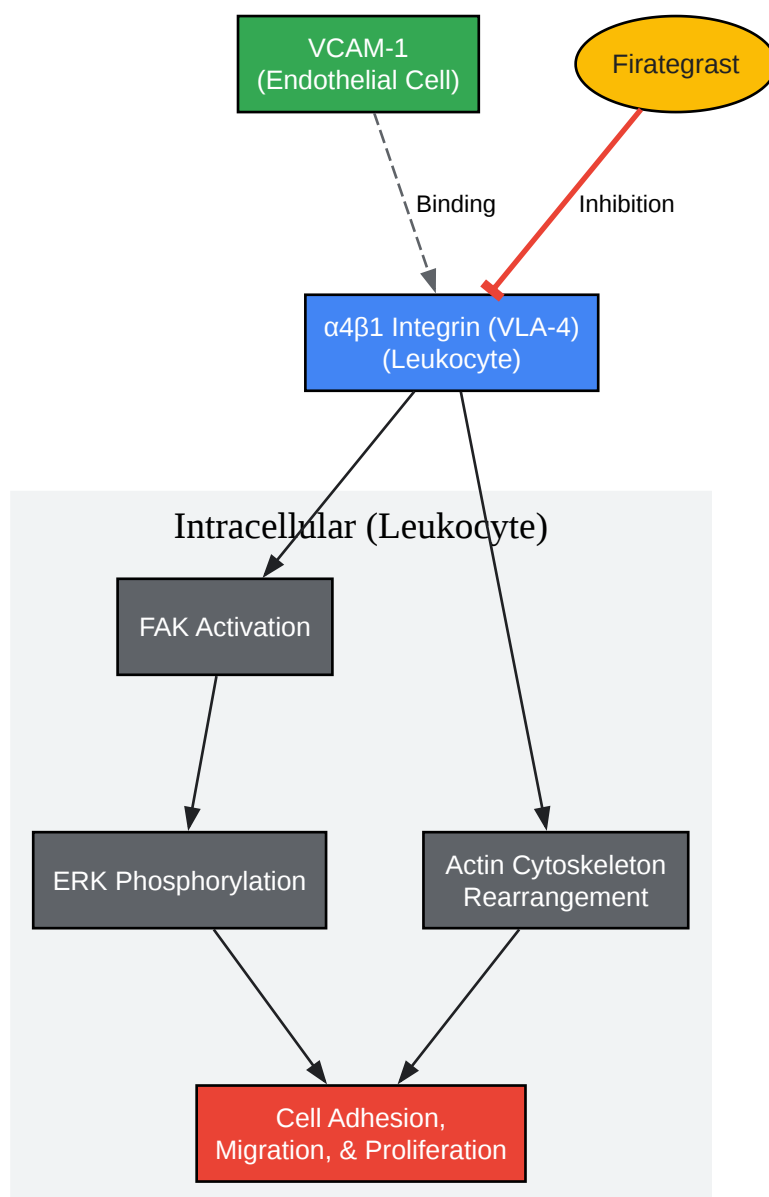 VCAM-1
(Endothelial Cell)
Firategrast
Binding
Inhibition
α4β1 Integrin (VLA-4)
(Leukocyte)
Intracellular (Leukocyte)
FAK Activation
ERK Phosphorylation
Actin Cytoskeleton
Rearrangement
Cell Adhesion,
Migration, & Proliferation